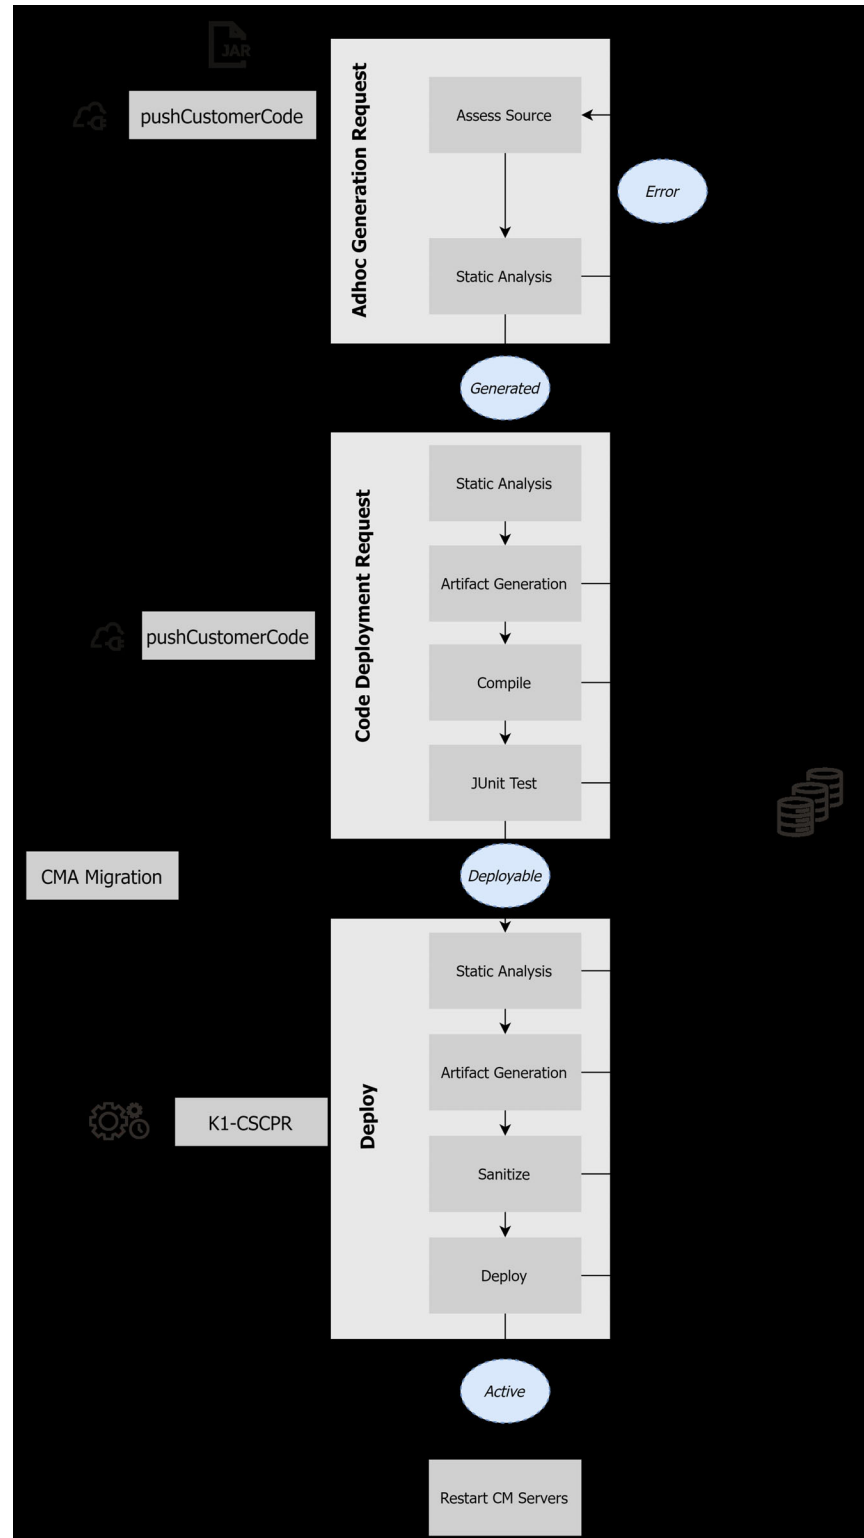 JAR
pushCustomerCode
Adhoc Generation Request
Assess Source
Error
Static Analysis
Generated
Code Deployment Request
Static Analysis
Artifact Generation
pushCustomerCode
Compile
JUnit Test
CMA Migration
Deployable
Deploy
Static Analysis
Artifact Generation
K1-CSCPR
Sanitize
Deploy
Active
Restart CM Servers